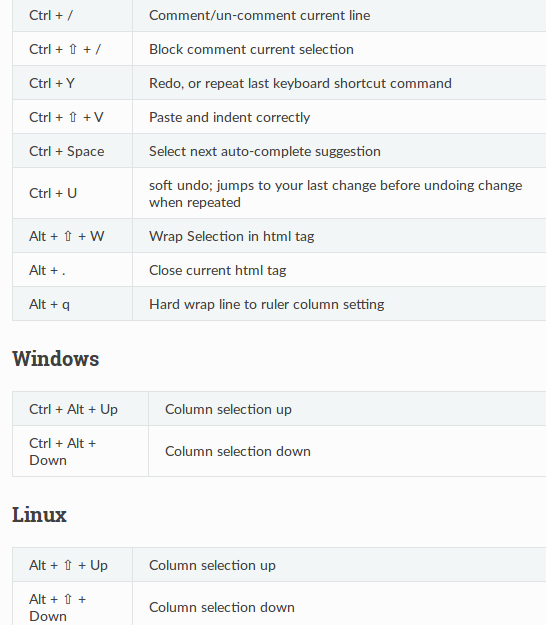 Ctrl + / Comment/un-comment current line
Ctrl + ⇧ + / Block comment current selection
Ctrl + Y Redo, or repeat last keyboard shortcut command
Ctrl + ⇧ + V Paste and indent correctly
Ctrl + Space Select next auto-complete suggestion
Ctrl + U soft undo; jumps to your last change before undoing change
when repeated
Alt + ⇧ + W Wrap Selection in html tag
Alt + . Close current html tag
Alt + q Hard wrap line to ruler column setting
Windows
Ctrl + Alt + Up Column selection up
Ctrl + Alt +
Down Column selection down
Linux
Alt + ⇧ + Up Column selection up
Alt + ⇧ +
Down Column selection down